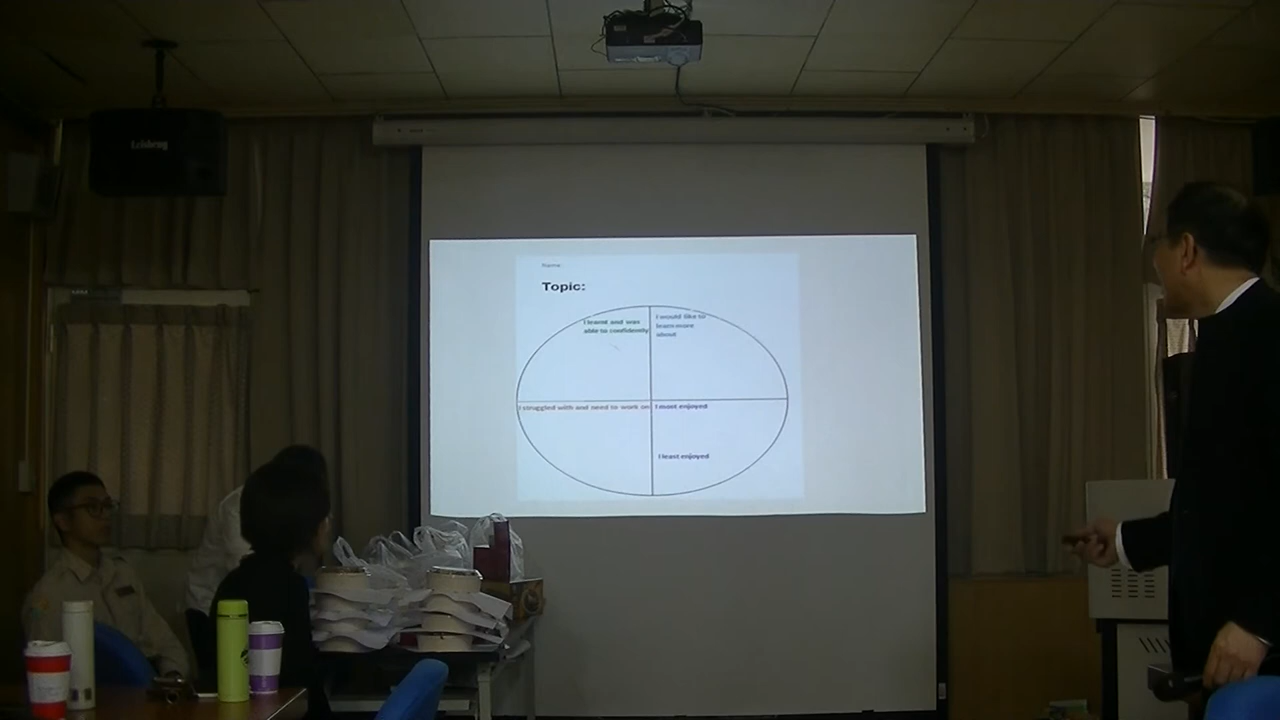 Leisheng
Name:
Topic:
I learnt and was
able to confidently
I would like to
learn more
about
I struggled with and need to work on
I most enjoyed
I least enjoyed